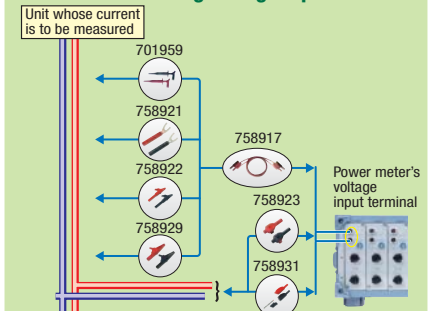 Unit whose current
is to be measured
701959
758921
758917
758922
Power meter's
voltage
input terminal
758923
758929
758931